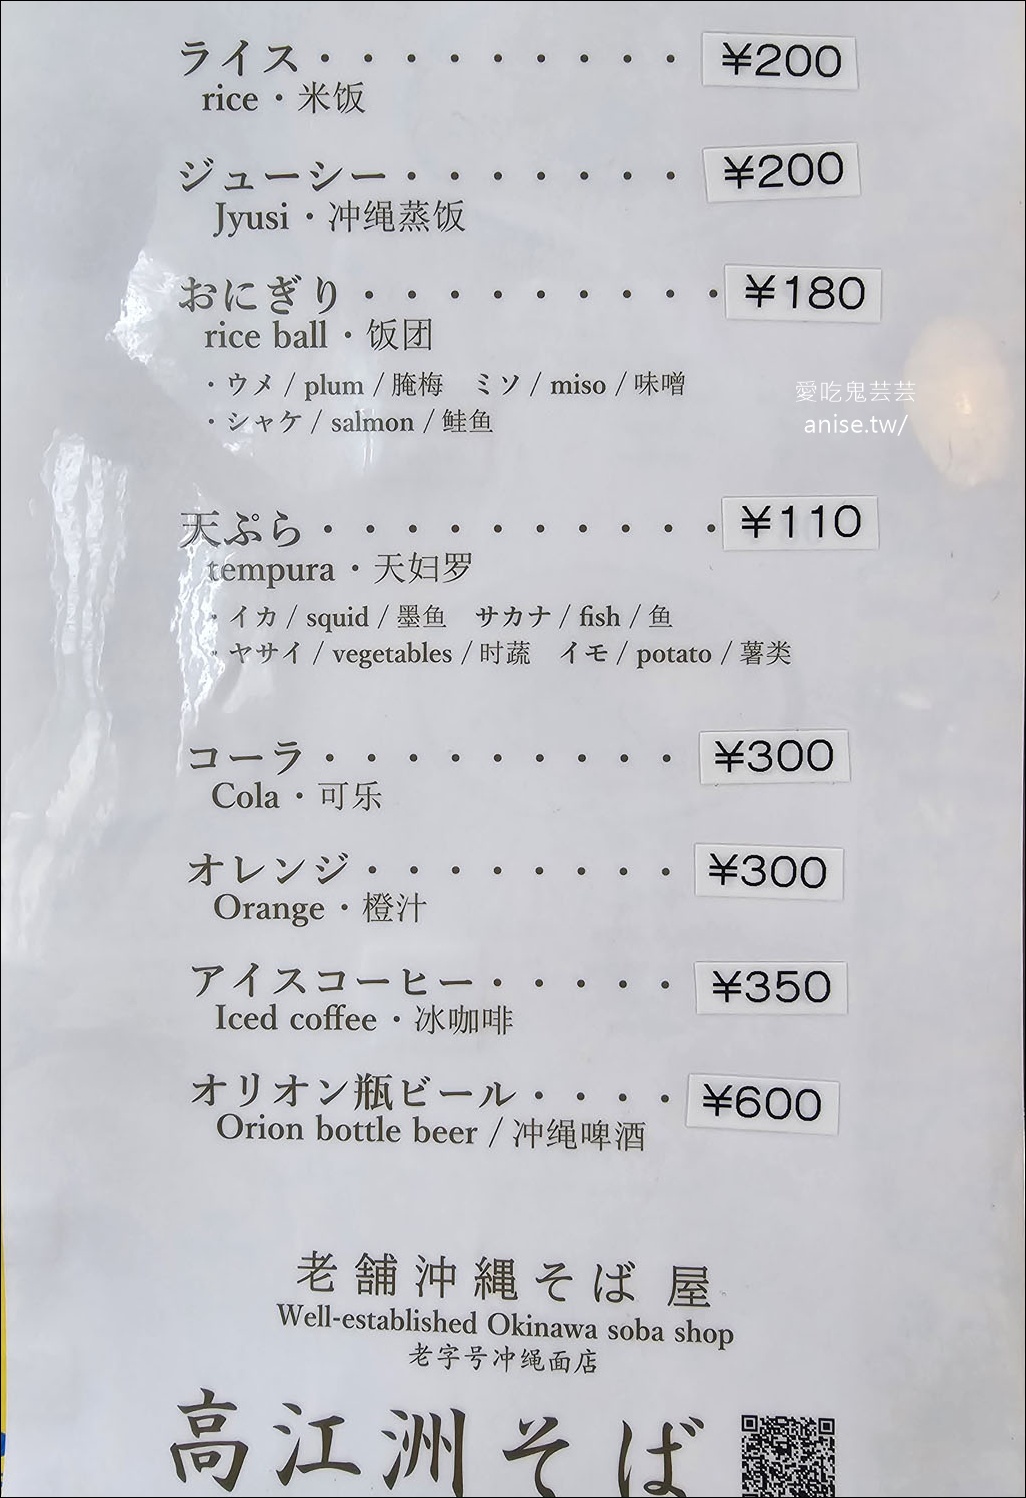 ライス・・・・・・・・・ ¥200
rice・米饭
ジューシー・・・・・・・ ¥200
Jyusi・冲绳蒸饭
おにぎり・・・・・・・・・ ¥180
rice ball・饭团
・ウメ / plum / 腌梅　ミソ / miso / 味噌
・シャケ / salmon / 鲑鱼
愛吃鬼芸芸
anise.tw/
天ぷら・・・・・・・・・・・ ¥110
tempura・天妇罗
・イカ / squid / 墨鱼　サカナ / fish / 鱼
・ヤサイ / vegetables / 时蔬　イモ / potato / 薯类
コーラ・・・・・・・・・ ¥300
Cola・可乐
オレンジ・・・・・・・・ ¥300
Orange・橙汁
アイスコーヒー・・・・・ ¥350
Iced coffee・冰咖啡
オリオン瓶ビール・・・・ ¥600
Orion bottle beer / 冲绳啤酒
老舗沖縄そば 屋
Well-established Okinawa soba shop
老字号冲绳面店
高江洲そば